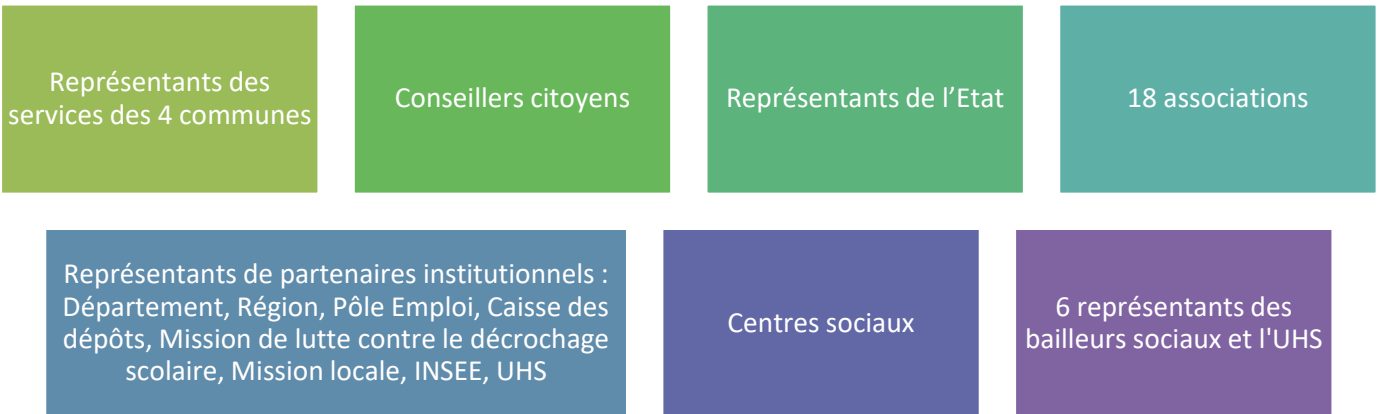 Représentants des
services des 4 communes
Conseillers citoyens
Représentants de l’Etat
18 associations
Représentants de partenaires institutionnels :
Département, Région, Pôle Emploi, Caisse des
dépôts, Mission de lutte contre le décrochage
scolaire, Mission locale, INSEE, UHS
Centres sociaux
6 représentants des
bailleurs sociaux et l'UHS